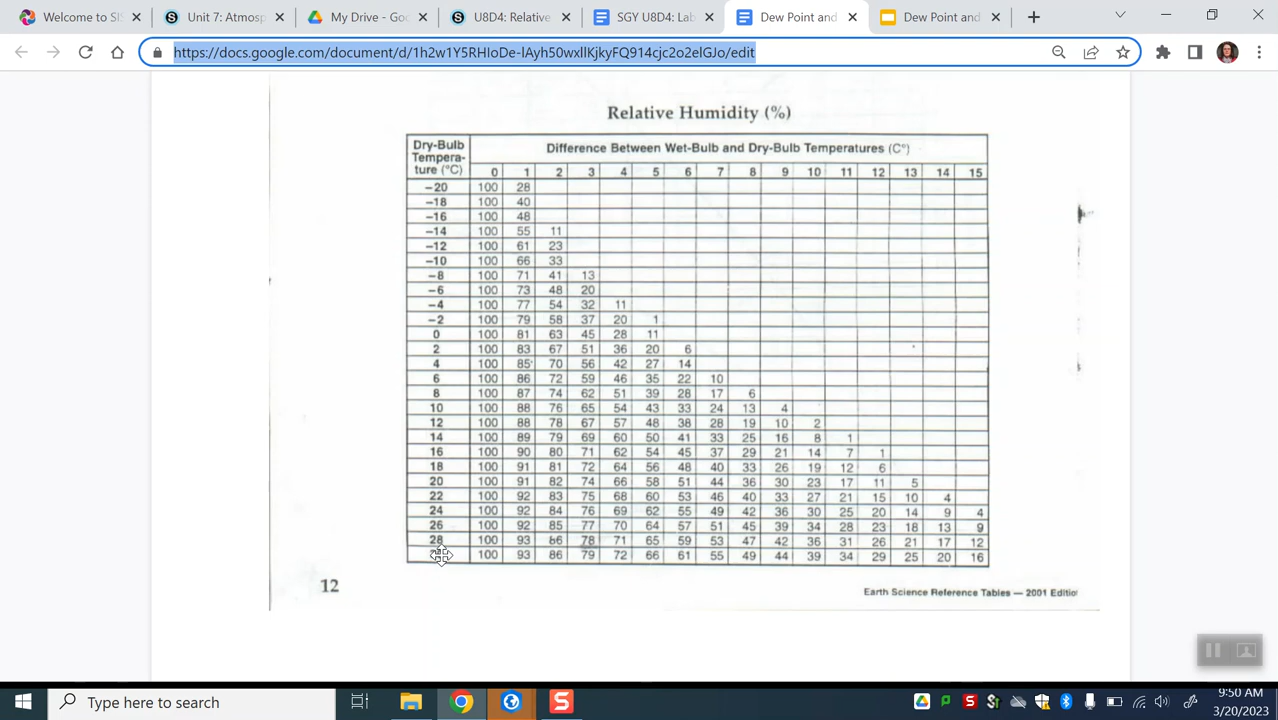 Welcome to SIS
Unit 7: Atmosp
My Drive - Goo
U8D4: Relative
SGY U8D4: Lab
Dew Point and
Dew Point and
Relative Humidity (%)
Dry-Bulb Tempera- ture (°C) Difference Between Wet-Bulb and Dry-Bulb Temperatures (C°)
0 1 2 3 4 5 6 7 8 9 10 11 12 13 14 15
-20 100 28
-18 100 40
-16 100 48
-14 100 55 11
-12 100 61 23
-10 100 66 33
-8 100 71 41 13
-6 100 73 48 20
-4 100 77 54 32 11
-2 100 79 58 37 20 1
0 100 81 63 45 28 11
2 100 83 67 51 36 20 6
4 100 85 70 56 42 27 14
6 100 86 72 59 46 35 22 10
8 100 87 74 62 51 39 28 17 6
10 100 88 76 65 54 43 33 24 13 4
12 100 88 78 67 57 48 38 28 19 10 2
14 100 89 79 69 60 50 41 33 25 16 8 1
16 100 90 80 71 62 54 45 37 29 21 14 7 1
18 100 91 81 72 64 56 48 40 33 26 19 12 6
20 100 91 82 74 66 58 51 44 36 30 23 17 11 5
22 100 92 83 75 68 60 53 46 40 33 27 21 15 10 4
24 100 92 84 76 69 62 55 49 42 36 30 25 20 14 9 4
26 100 92 85 77 70 64 57 51 45 39 34 28 23 18 13 9
28 100 93 86 78 71 65 59 53 47 42 36 31 26 21 17 12
100 93 86 79 72 66 61 55 49 44 39 34 29 25 20 16
12
Earth Science Reference Tables — 2001 Editio
Type here to search
9:50 AM
3/20/2023